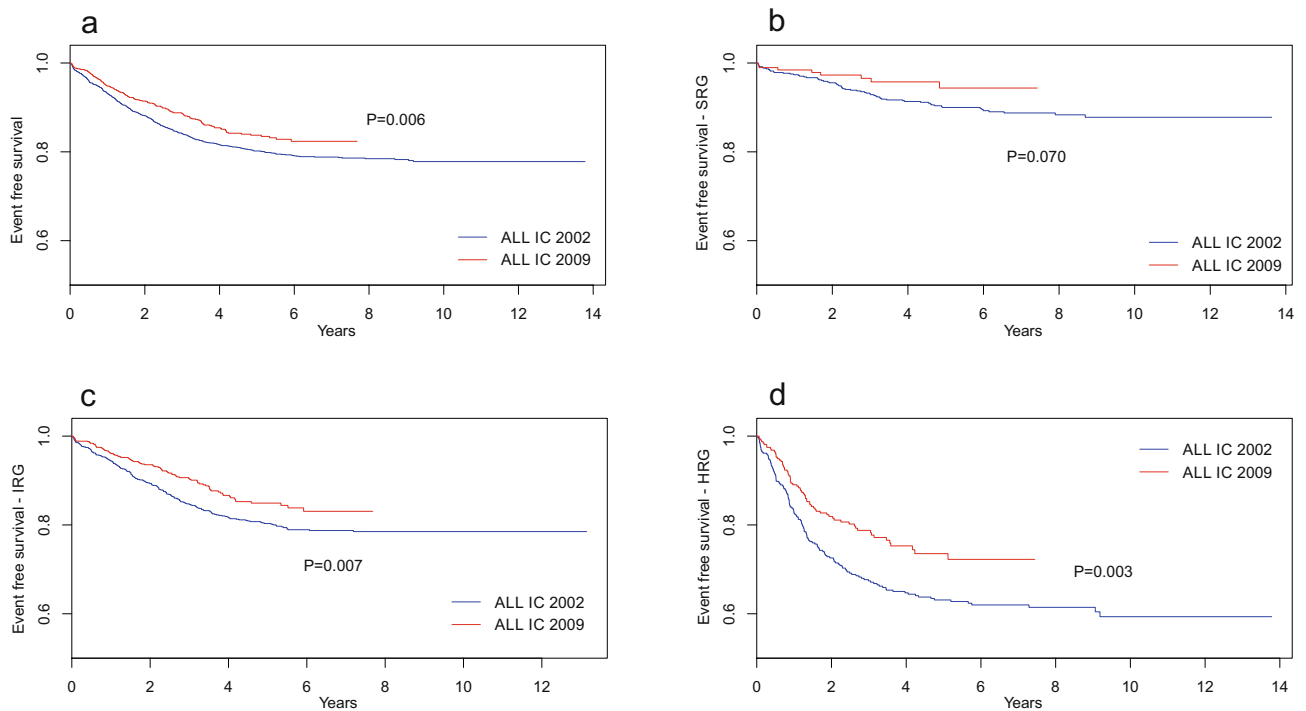 a
Event free survival
1.0
0.8
0.6
P=0.006
ALL IC 2002
ALL IC 2009
0 2 4 6 8 10 12 14
Years
b
Event free survival - SRG
1.0
0.8
0.6
P=0.070
ALL IC 2002
ALL IC 2009
0 2 4 6 8 10 12 14
Years
c
Event free survival - IRG
1.0
0.8
0.6
P=0.007
ALL IC 2002
ALL IC 2009
0 2 4 6 8 10 12
Years
d
Event free survival - HRG
1.0
0.8
0.6
ALL IC 2002
ALL IC 2009
P=0.003
0 2 4 6 8 10 12 14
Years